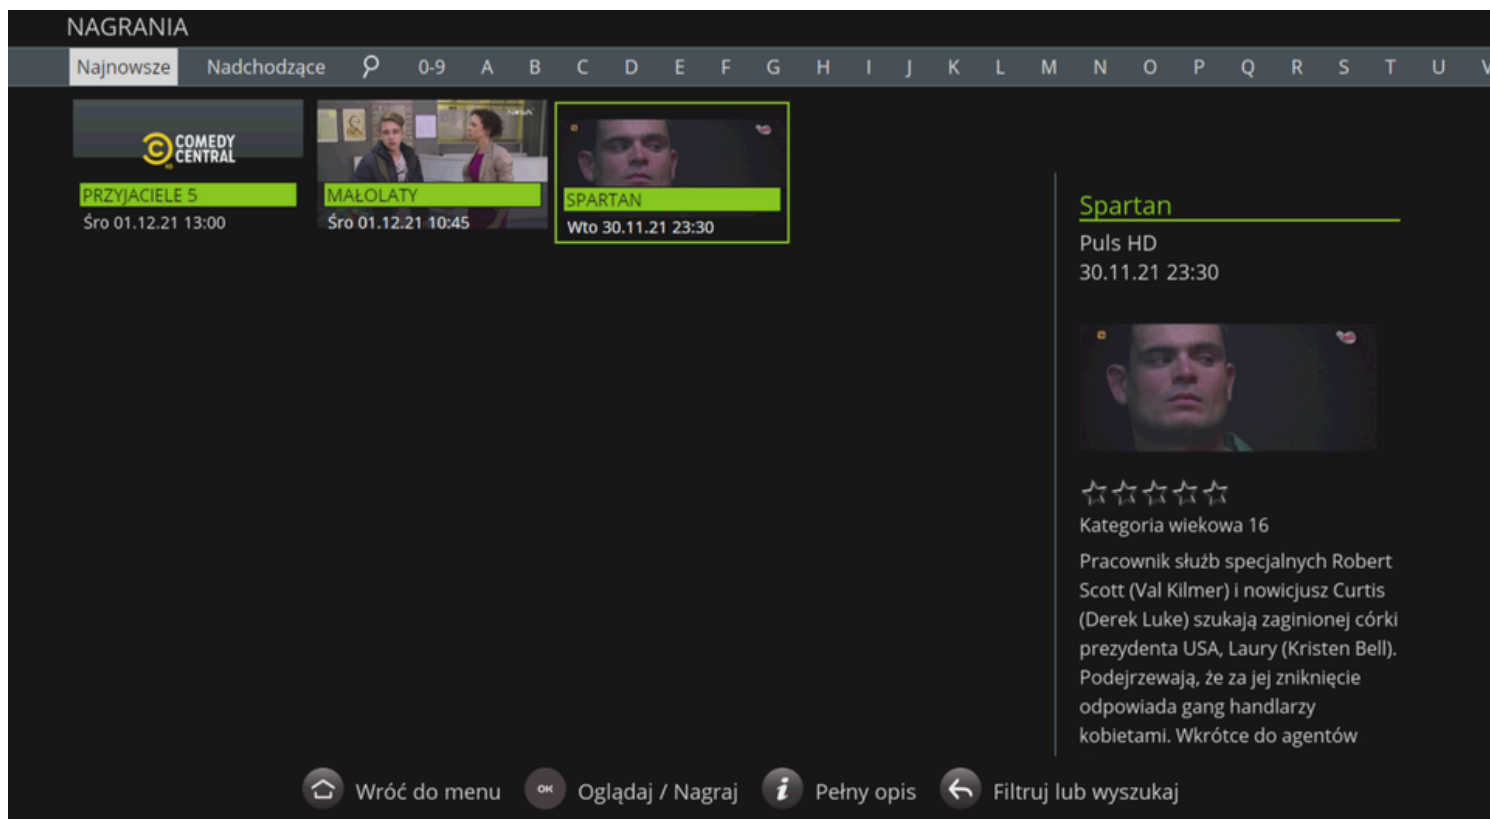 NAGRANIA
Najnowsze Nadchodzące 0-9 A B C D E F G H I J K L M N O P Q R S T U V
COMEDY
CENTRAL
HD
PRZYJACIELE 5
Śro 01.12.21 13:00
MAŁOLATY
Śro 01.12.21 10:45
SPARTAN
Wto 30.11.21 23:30
Spartan
Puls HD
30.11.21 23:30
Kategoria wiekowa 16
Pracownik służb specjalnych Robert
Scott (Val Kilmer) i nowicjusz Curtis
(Derek Luke) szukają zaginionej córki
prezydenta USA, Laury (Kristen Bell).
Podejrzewają, że za jej zniknięcie
odpowiada gang handlarzy
kobietami. Wkrótce do agentów
Wróć do menu OK Oglądaj / Nagraj i Pełny opis Filtruj lub wyszukaj